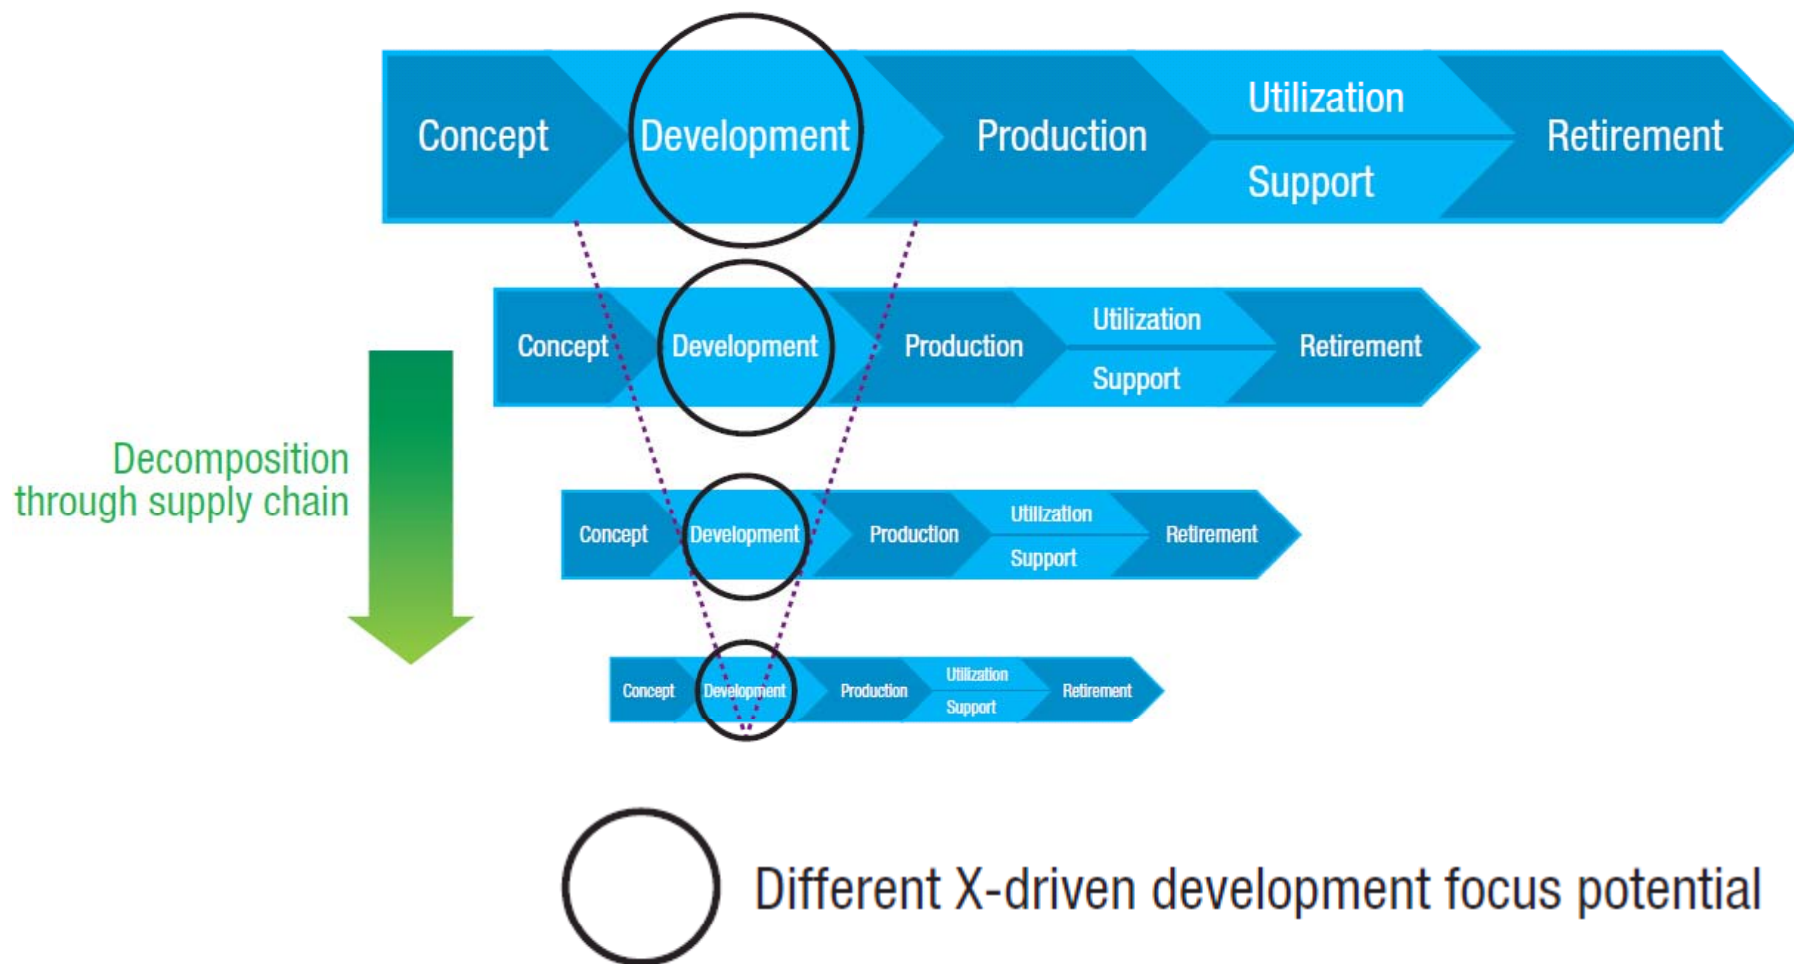 Concept
Development
Production
Utilization
Support
Retirement
Concept
Development
Production
Utilization
Support
Retirement
Decomposition
through supply chain
Concept
Development
Production
Utilization
Support
Retirement
Concept
Development
Production
Utilization
Support
Retirement
Different X-driven development focus potential